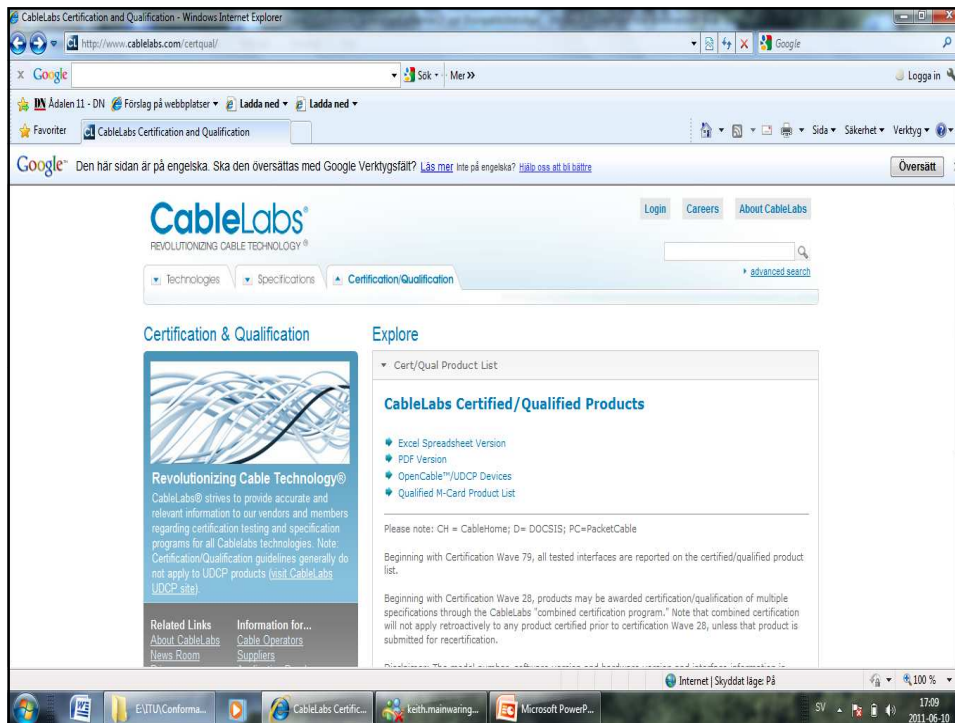 CableLabs Certification and Qualification - Windows Internet Explorer
http://www.cablelabs.com/certqual/
Google
x Google
Sök
Mer »
Logga in
DN Ådalen 11 - DN
Förslag på webbplatser
Ladda ned
Ladda ned
Favoriter
CableLabs Certification and Qualification
Sida
Säkerhet
Verktyg
Google™ Den här sidan är på engelska. Ska den översättas med Google Verktygsfält? Läs mer Inte på engelska? Hjälp oss att bli bättre
Översätt
CableLabs®
REVOLUTIONIZING CABLE TECHNOLOGY ®
Login
Careers
About CableLabs
advanced search
Technologies
Specifications
Certification/Qualification
Certification & Qualification
Revolutionizing Cable Technology®
CableLabs® strives to provide accurate and
relevant information to our vendors and members
regarding certification testing and specification
programs for all Cablelabs technologies. Note:
Certification/Qualification guidelines generally do
not apply to UDCP products (visit CableLabs
UDCP site).
Related Links
About CableLabs
News Room
Information for...
Cable Operators
Suppliers
Explore
Cert/Qual Product List
CableLabs Certified/Qualified Products
Excel Spreadsheet Version
PDF Version
OpenCable™/UDCP Devices
Qualified M-Card Product List
Please note: CH = CableHome; D= DOCSIS; PC=PacketCable
Beginning with Certification Wave 79, all tested interfaces are reported on the certified/qualified product
list.
Beginning with Certification Wave 28, products may be awarded certification/qualification of multiple
specifications through the CableLabs "combined certification program." Note that combined certification
will not apply retroactively to any product certified prior to certification Wave 28, unless that product is
submitted for recertification.
Internet | Skyddat läge: På
100 %
E:\ITU\Conforma...
CableLabs Certific...
keith.mainwaring...
Microsoft PowerP...
SV
17:09
2011-06-10